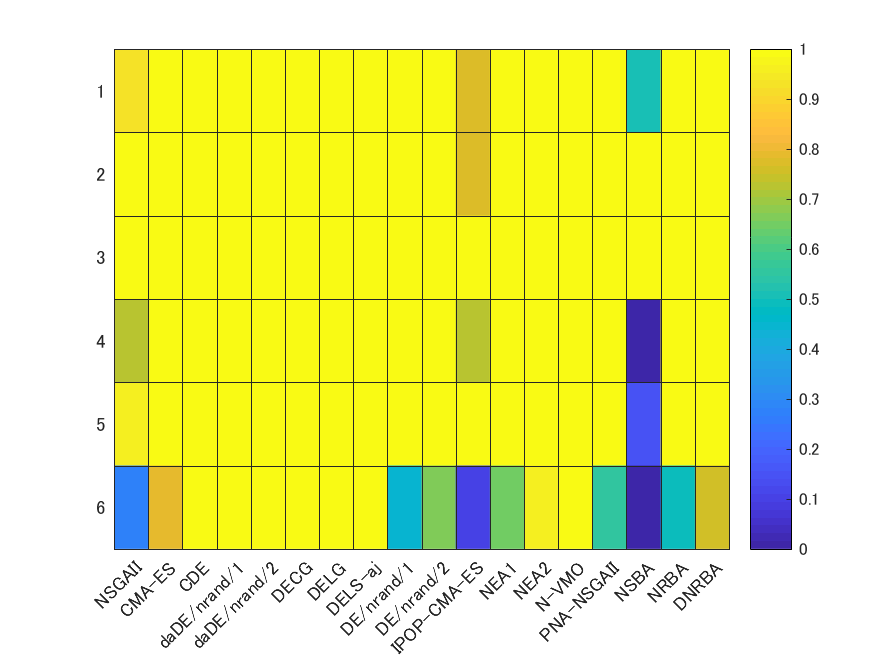 1
2
3
4
5
6
NSGAII
CMA-ES
CDE
daDE/nrand/1
daDE/nrand/2
DECG
DELG
DELS-aj
DE/nrand/1
DE/nrand/2
IPOP-CMA-ES
NEA1
NEA2
N-VMO
PNA-NSGAII
NSBA
NRBA
DNRBA
1
0.9
0.8
0.7
0.6
0.5
0.4
0.3
0.2
0.1
0